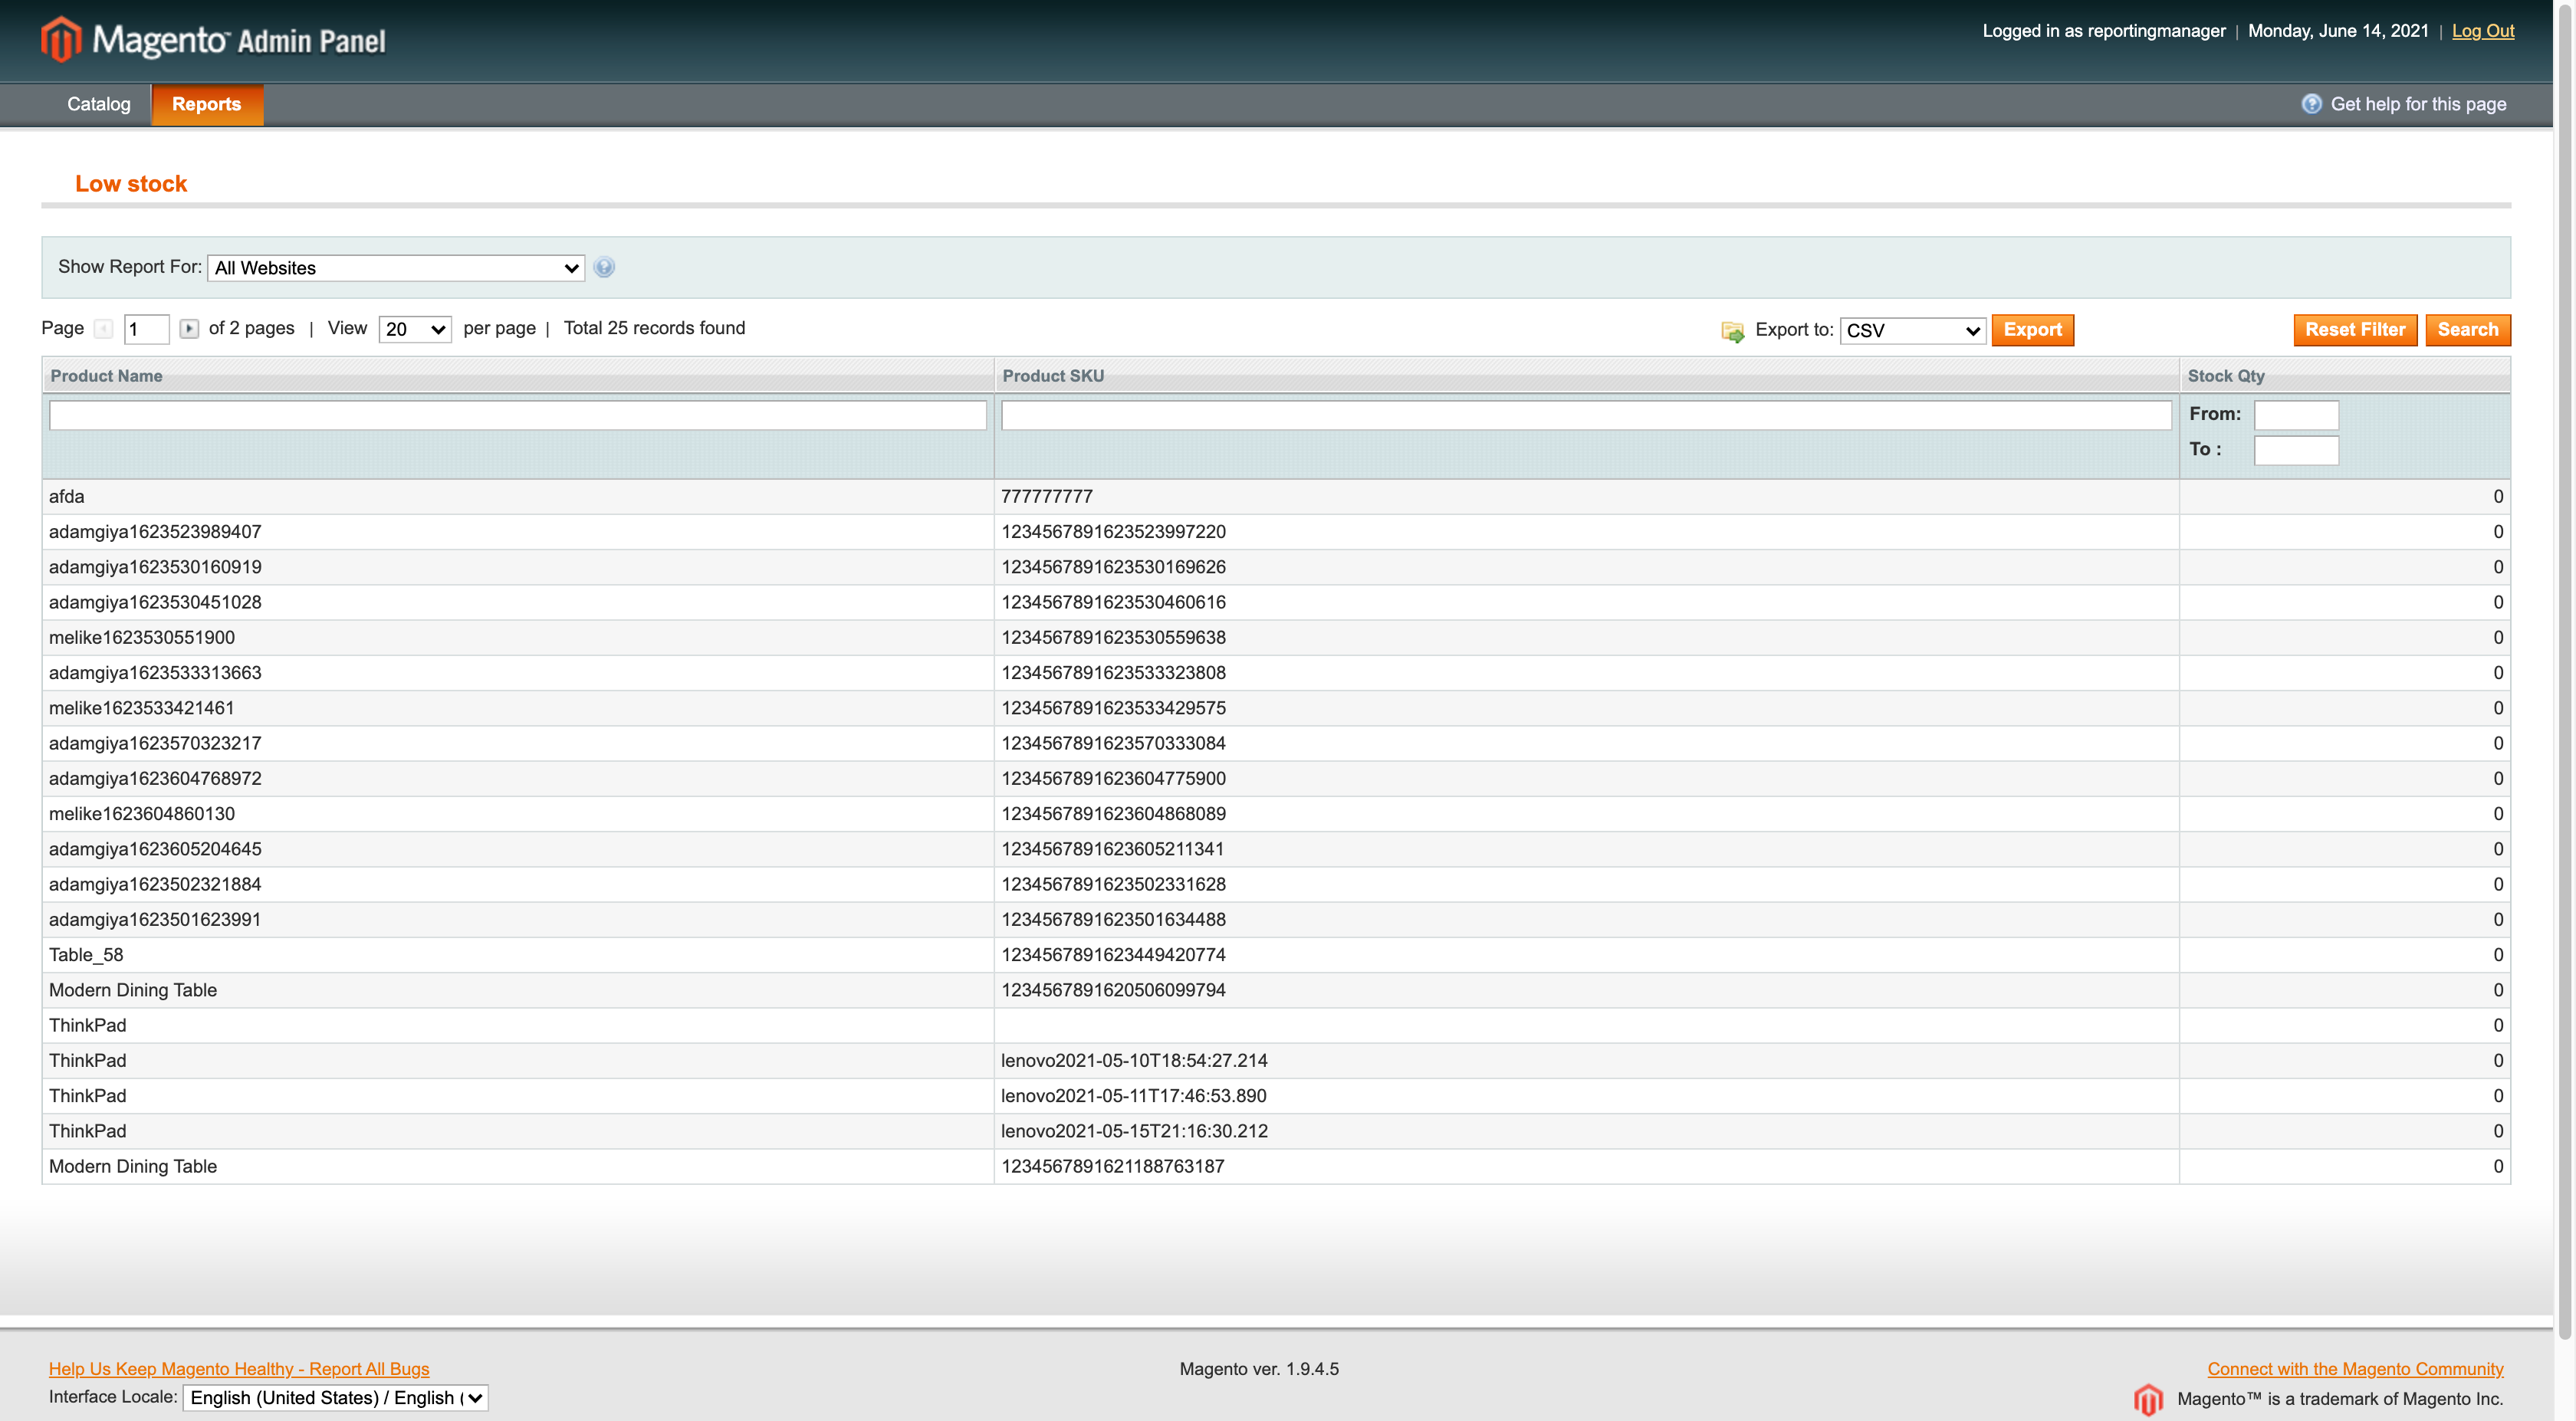 Magento™ Admin Panel
Logged in as reportingmanager | Monday, June 14, 2021 | Log Out
Catalog Reports Get help for this page
Low stock
Show Report For: All Websites
Page 1 of 2 pages | View 20 per page | Total 25 records found Export to: CSV Export Reset Filter Search
Product Name Product SKU Stock Qty
From:
To :
afda 777777777 0
adamgiya1623523989407 1234567891623523997220 0
adamgiya1623530160919 1234567891623530169626 0
adamgiya1623530451028 1234567891623530460616 0
melike1623530551900 1234567891623530559638 0
adamgiya1623533313663 1234567891623533323808 0
melike1623533421461 1234567891623533429575 0
adamgiya1623570323217 1234567891623570333084 0
adamgiya1623604768972 1234567891623604775900 0
melike1623604860130 1234567891623604868089 0
adamgiya1623605204645 1234567891623605211341 0
adamgiya1623502321884 1234567891623502331628 0
adamgiya1623501623991 1234567891623501634488 0
Table_58 1234567891623449420774 0
Modern Dining Table 1234567891620506099794 0
ThinkPad 0
ThinkPad lenovo2021-05-10T18:54:27.214 0
ThinkPad lenovo2021-05-11T17:46:53.890 0
ThinkPad lenovo2021-05-15T21:16:30.212 0
Modern Dining Table 1234567891621188763187 0
Help Us Keep Magento Healthy - Report All Bugs Magento ver. 1.9.4.5 Connect with the Magento Community
Interface Locale: English (United States) / English ( Magento™ is a trademark of Magento Inc.